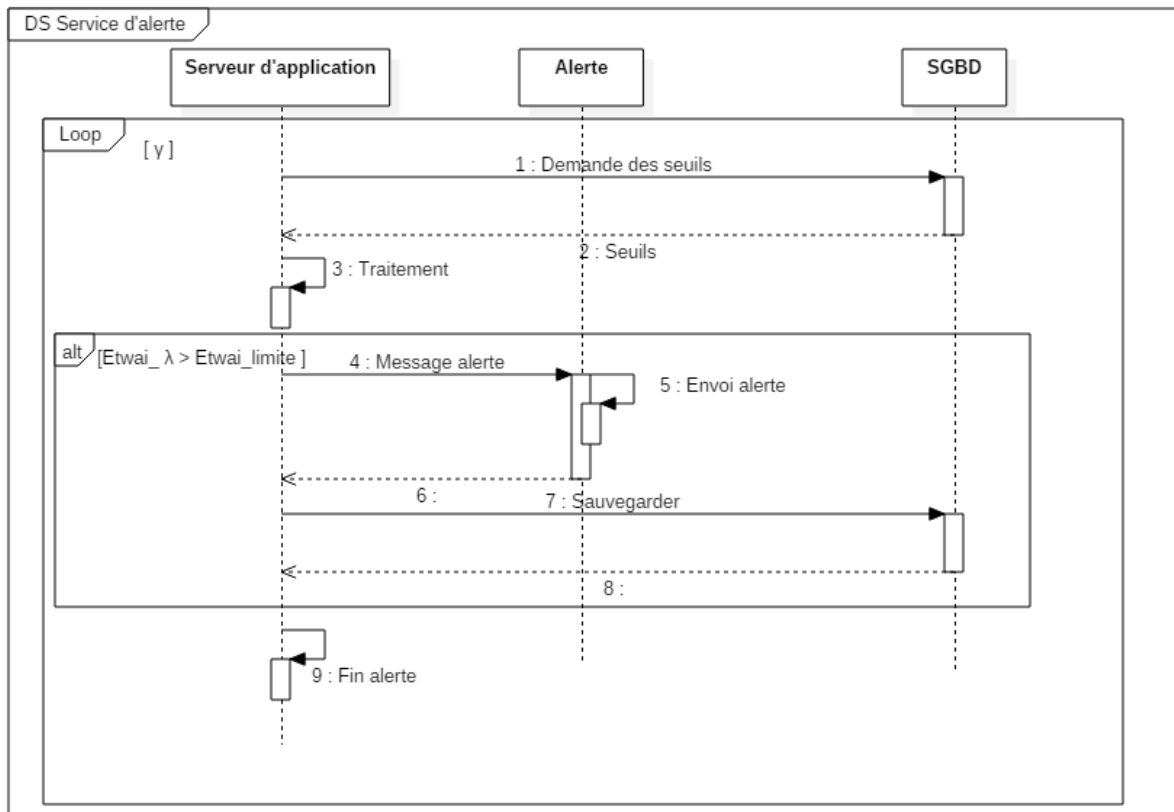 DS Service d'alerte
Serveur d'application
Alerte
SGBD
Loop
[ y ]
1 : Demande des seuils
2 : Seuils
3 : Traitement
alt
[Etwai_ λ > Etwai_limite ]
4 : Message alerte
5 : Envoi alerte
6 :
7 : Sauvegarder
8 :
9 : Fin alerte